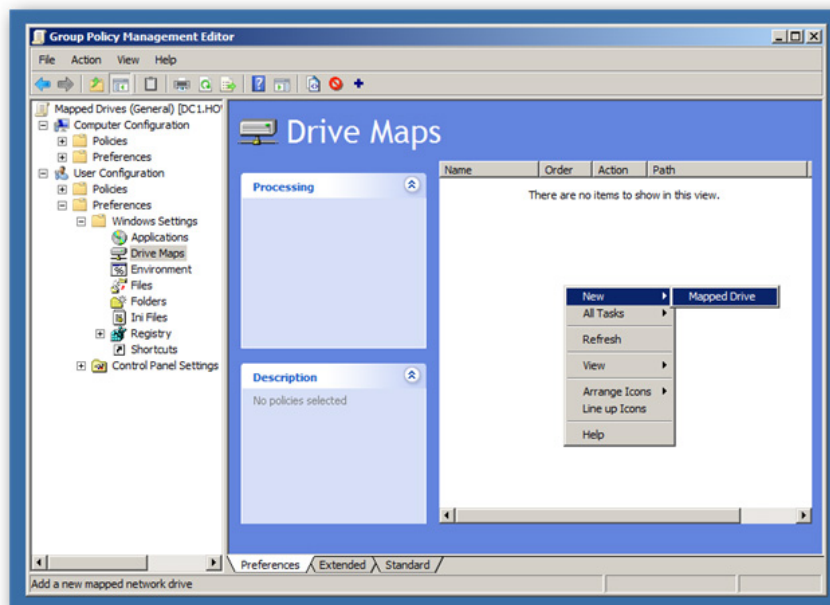 Group Policy Management Editor
File Action View Help
Mapped Drives (General) [DC1.HO
Computer Configuration
Policies
Preferences
User Configuration
Policies
Preferences
Windows Settings
Applications
Drive Maps
Environment
Files
Folders
Ini Files
Registry
Shortcuts
Control Panel Settings
Drive Maps
Processing
Description
No policies selected
Name Order Action Path
There are no items to show in this view.
New
Mapped Drive
All Tasks
Refresh
View
Arrange Icons
Line up Icons
Help
Preferences Extended Standard
Add a new mapped network drive